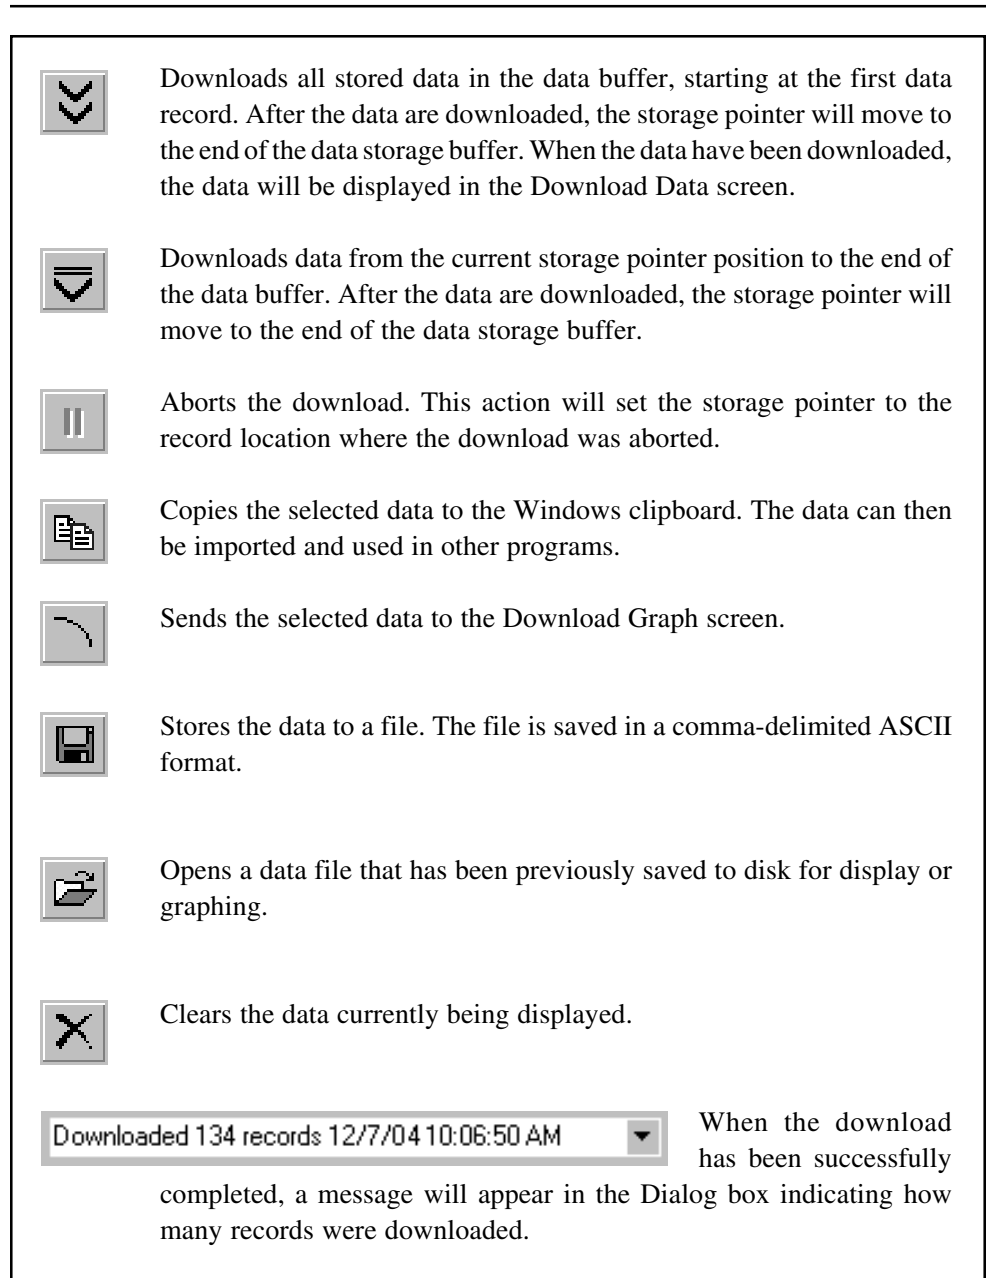 Downloads all stored data in the data buffer, starting at the first data
record. After the data are downloaded, the storage pointer will move to
the end of the data storage buffer. When the data have been downloaded,
the data will be displayed in the Download Data screen.
Downloads data from the current storage pointer position to the end of
the data buffer. After the data are downloaded, the storage pointer will
move to the end of the data storage buffer.
Aborts the download. This action will set the storage pointer to the
record location where the download was aborted.
Copies the selected data to the Windows clipboard. The data can then
be imported and used in other programs.
Sends the selected data to the Download Graph screen.
Stores the data to a file. The file is saved in a comma-delimited ASCII
format.
Opens a data file that has been previously saved to disk for display or
graphing.
Clears the data currently being displayed.
Downloaded 134 records 12/7/04 10:06:50 AM
When the download
has been successfully
completed, a message will appear in the Dialog box indicating how
many records were downloaded.